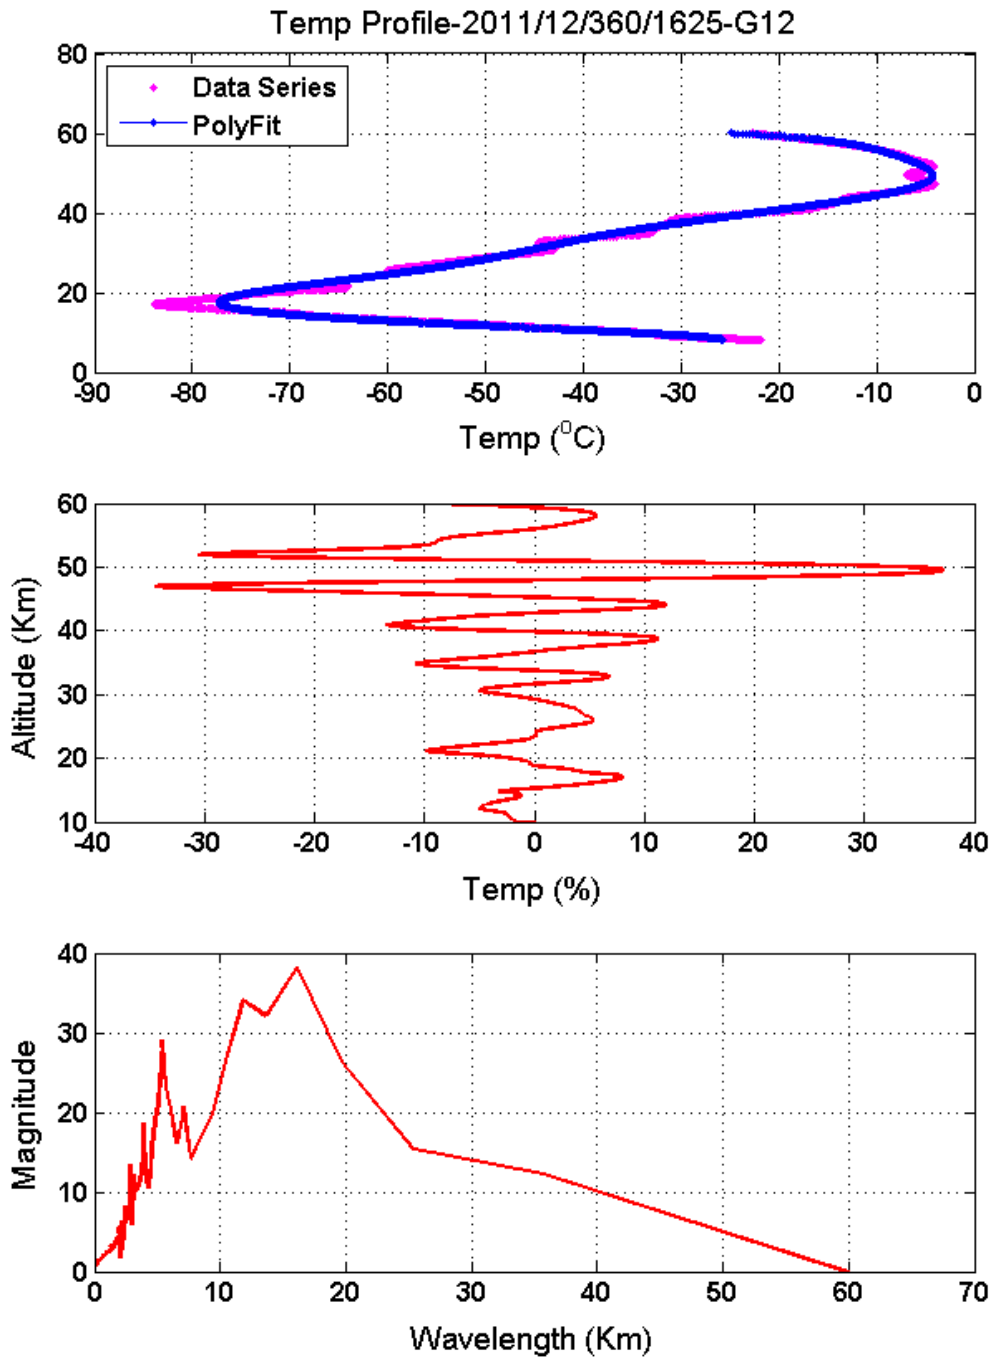 Temp Profile-2011/12/360/1625-G12
80
Data Series
PolyFit
60
40
20
0
-90 -80 -70 -60 -50 -40 -30 -20 -10 0
Temp (⁰C)
60
50
40
30
20
10
Altitude (Km)
-40 -30 -20 -10 0 10 20 30 40
Temp (%)
40
30
20
10
0
Magnitude
0 10 20 30 40 50 60 70
Wavelength (Km)